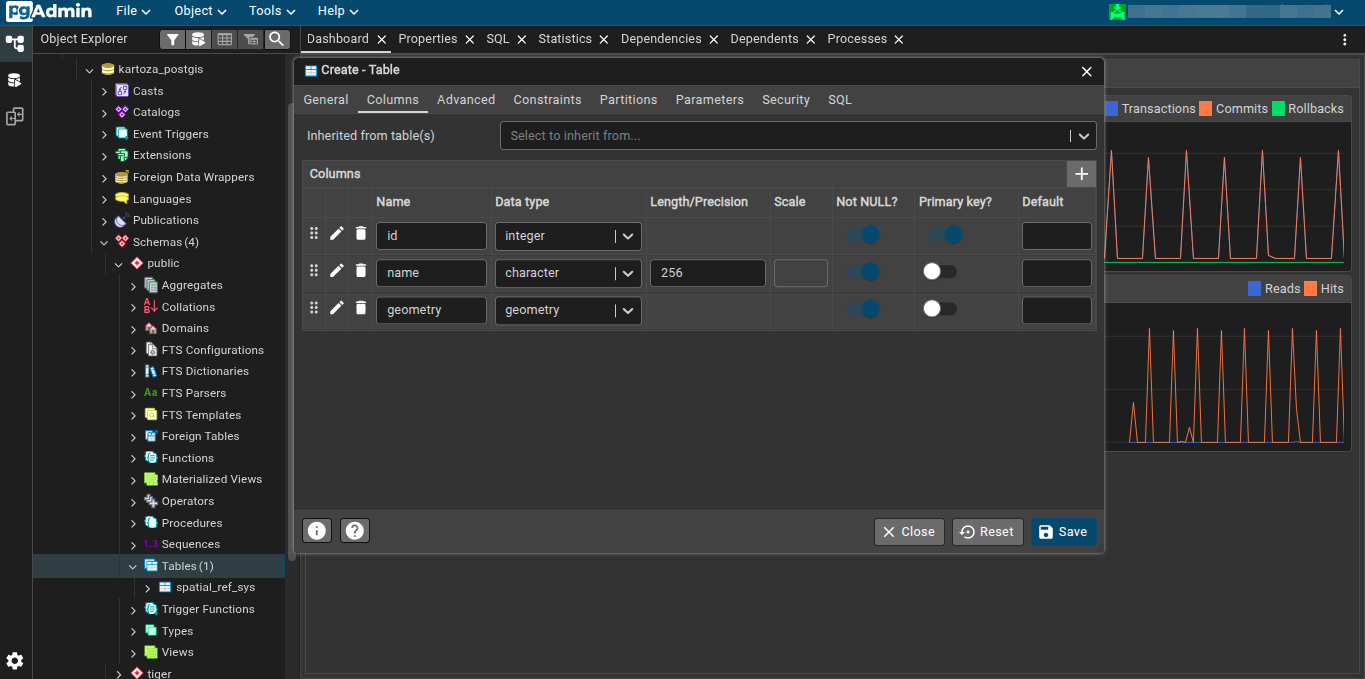 pgAdmin File Object Tools Help
Object Explorer
Dashboard Properties SQL Statistics Dependencies Dependents Processes
kartoza_postgis
Casts
Catalogs
Event Triggers
Extensions
Foreign Data Wrappers
Languages
Publications
Schemas (4)
public
Aggregates
Collations
Domains
FTS Configurations
FTS Dictionaries
Aa FTS Parsers
FTS Templates
Foreign Tables
Functions
Materialized Views
Operators
Procedures
1..3 Sequences
Tables (1)
spatial_ref_sys
Trigger Functions
Types
Views
tiger
Create - Table
General Columns Advanced Constraints Partitions Parameters Security SQL
Inherited from table(s) Select to inherit from...
Columns
Name Data type Length/Precision Scale Not NULL? Primary key? Default
id integer
name character 256
geometry geometry
Close Reset Save
Transactions Commits Rollbacks
Reads Hits